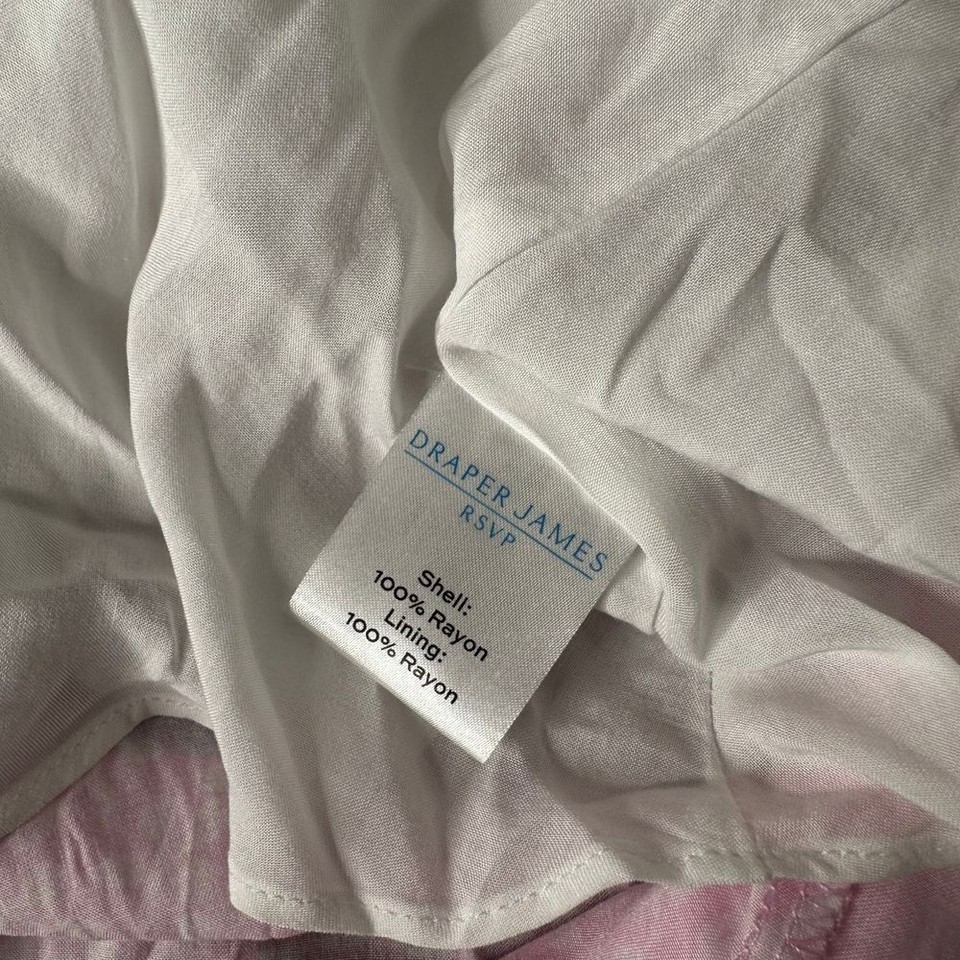 DRAPER JAMES
RSVP
Shell:
100% Rayon
Lining:
100% Rayon